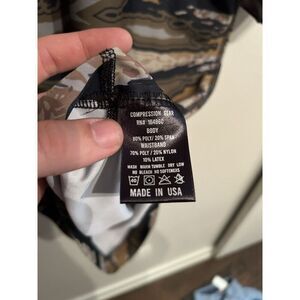 COMPRESSION GEAR
RN# 164860
BODY
80% POLY/ 20% SPAN
WAISTBAND
70% POLY/ 20% NYLON
10% LATEX
WASH WARM TUMBLE DRY LOW
NO BLEACH NO SOFTENERS
40
MADE IN USA